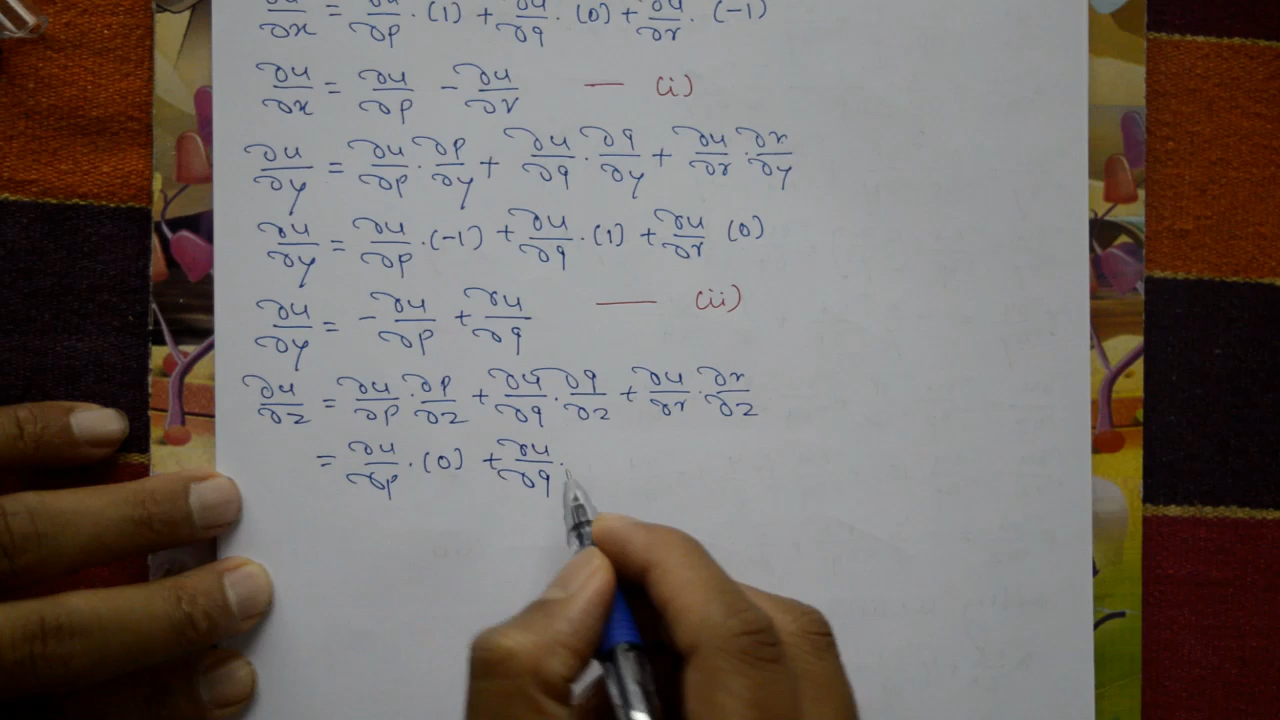 ∂u/∂x = ∂u/∂p · (1) + ∂u/∂q · (0) + ∂u/∂r · (-1)
∂u/∂x = ∂u/∂p - ∂u/∂r — (i)
∂u/∂y = ∂u/∂p · ∂p/∂y + ∂u/∂q · ∂q/∂y + ∂u/∂r · ∂r/∂y
∂u/∂y = ∂u/∂p · (-1) + ∂u/∂q · (1) + ∂u/∂r (0)
∂u/∂y = - ∂u/∂p + ∂u/∂q — (ii)
∂u/∂z = ∂u/∂p · ∂p/∂z + ∂u/∂q · ∂q/∂z + ∂u/∂r · ∂r/∂z
= ∂u/∂p · (0) + ∂u/∂q ·